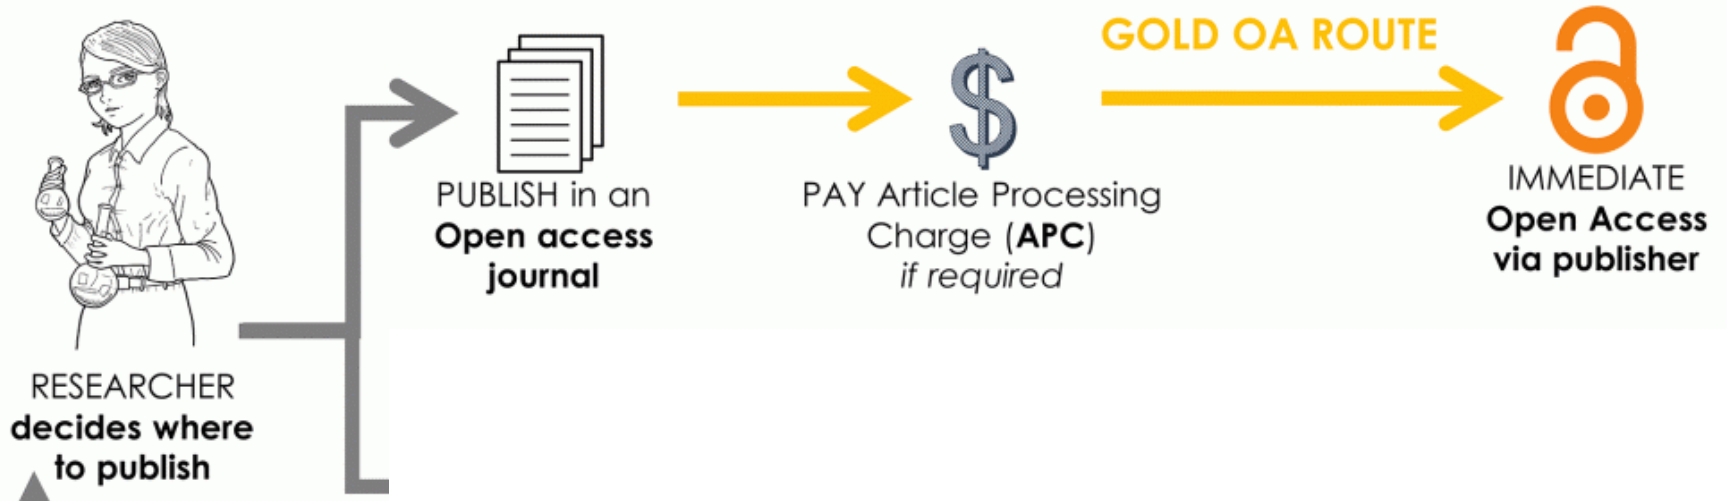 GOLD OA ROUTE
PUBLISH in an
Open access
journal
PAY Article Processing
Charge (APC)
if required
IMMEDIATE
Open Access
via publisher
RESEARCHER
decides where
to publish